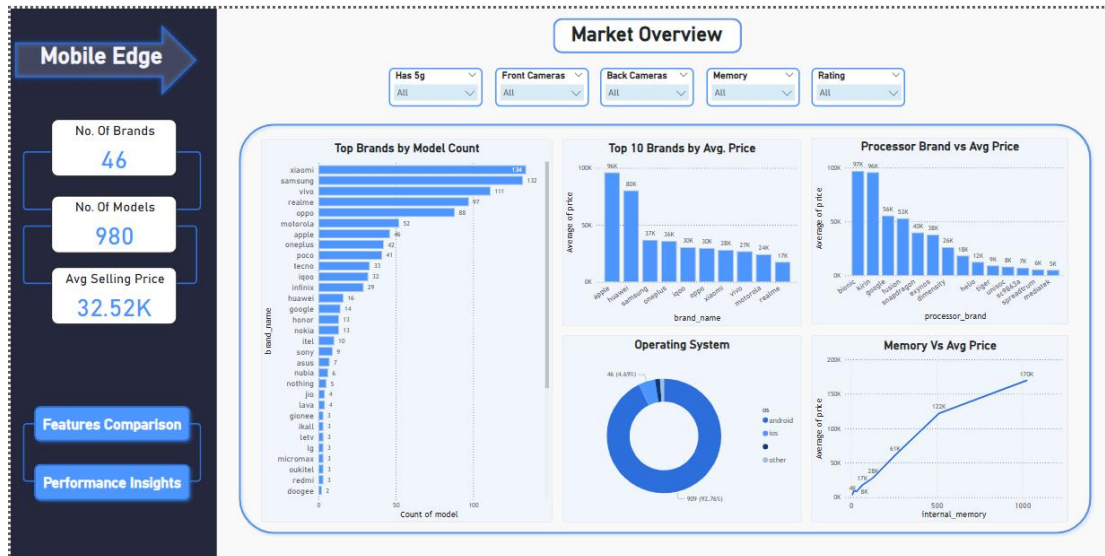 Mobile Edge
No. Of Brands
46
No. Of Models
980
Avg Selling Price
32.52K
Features Comparison
Performance Insights
Market Overview
Has 5g
All
Front Cameras
All
Back Cameras
All
Memory
All
Rating
All
Top Brands by Model Count
brand_name
xiaomi 134
samsung 132
vivo 111
realme 97
oppo 88
motorola 52
apple 46
oneplus 42
poco 41
tecno 33
iqoo 32
infinix 29
huawei 16
google 14
honor 13
nokia 13
itel 10
sony 9
asus 7
nubia 6
nothing 5
jio 4
lava 4
gionee 3
ikall 3
letv 3
lg 3
micromax 3
oukitel 3
redmi 3
doogee 2
0 50 100
Count of model
Top 10 Brands by Avg. Price
Average of price
100K
50K
0K
96K 80K 37K 36K 30K 30K 28K 27K 24K 17K
apple huawei samsung oneplus iqoo oppo xiaomi vivo motorola realme
brand_name
Processor Brand vs Avg Price
Average of price
100K
50K
0K
97K 96K 56K 53K 40K 38K 26K 18K 12K 9K 8K 7K 6K 5K
bionic kirin google fusion snapdragon exynos dimensity helio tiger unisoc sc9863a spreadtrum mediatek
processor_brand
Operating System
46 (4.69%)
909 (92.76%)
os
android
ios
other
Memory Vs Avg Price
Average of price
200K
150K
100K
50K
0K
4K 8K 17K 28K 61K 122K 170K
0 500 1000
internal_memory